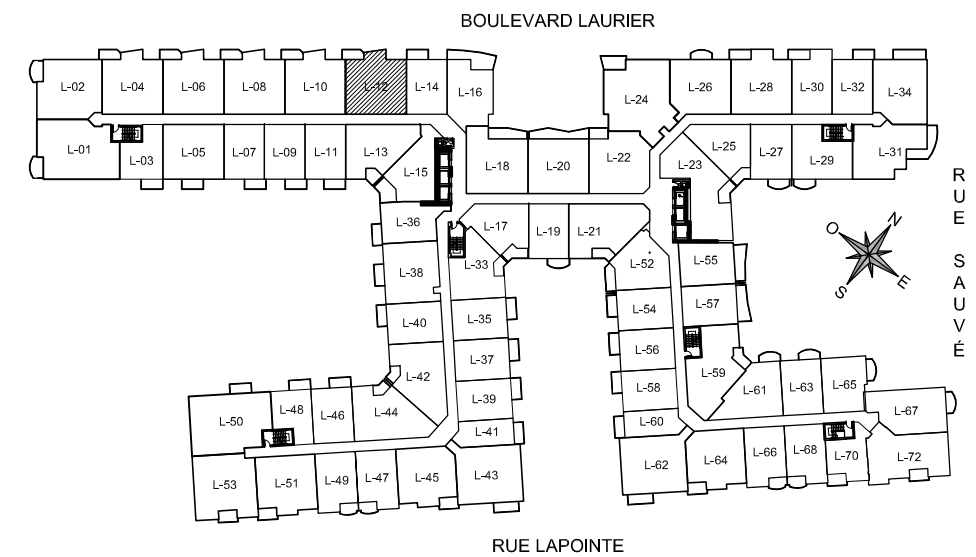 BOULEVARD LAURIER
L-02 L-04 L-06 L-08 L-10 L-12 L-14 L-16
L-24 L-26 L-28 L-30 L-32 L-34
L-01 L-03 L-05 L-07 L-09 L-11 L-13 L-15
L-18 L-20 L-22
L-23 L-25 L-27 L-29 L-31
RUE SAUVÉ
N
O
E
S
L-36 L-17 L-19 L-21
L-38 L-33 L-52 L-55
L-40 L-35 L-54 L-57
L-42 L-37 L-56 L-59
L-39 L-58 L-61 L-63 L-65
L-50 L-48 L-46 L-44 L-41 L-60 L-67
L-53 L-51 L-49 L-47 L-45 L-43
L-62 L-64 L-66 L-68 L-70 L-72
RUE LAPOINTE